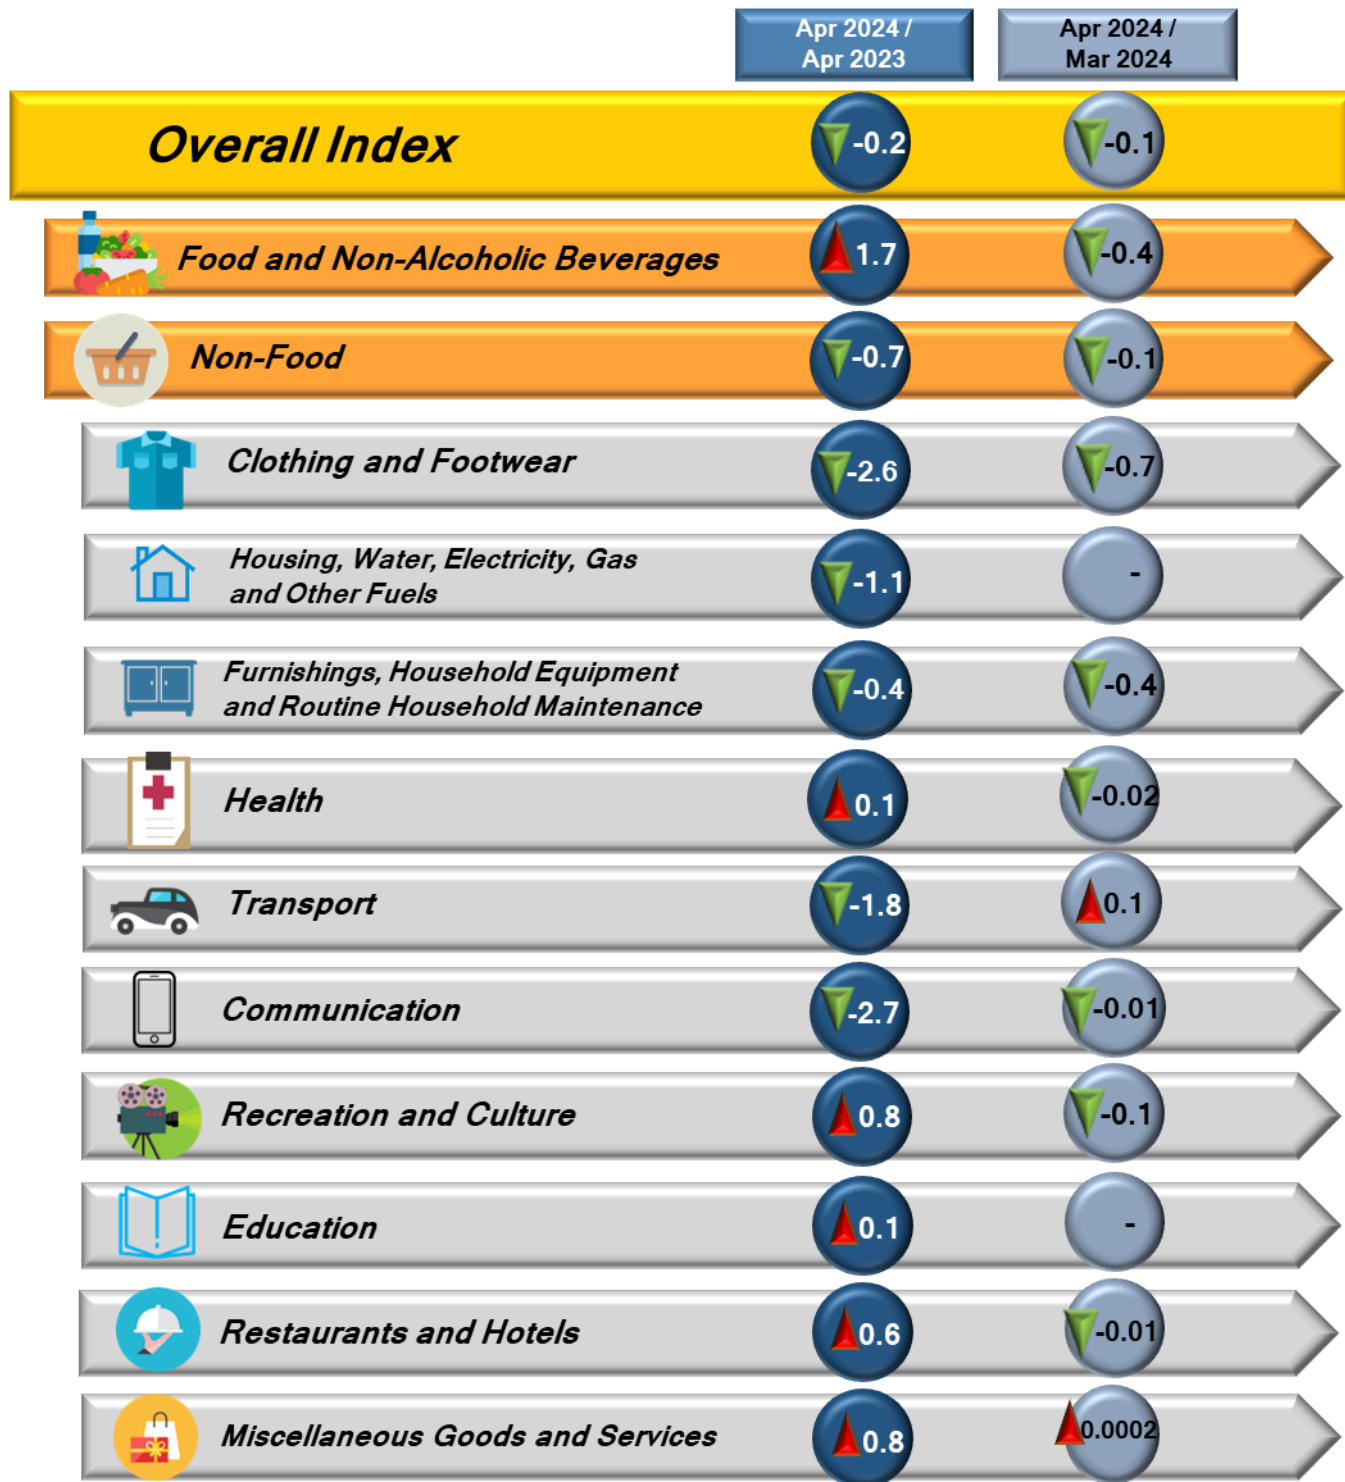 Apr 2024 /
Apr 2023
Apr 2024 /
Mar 2024
Overall Index -0.2 -0.1
Food and Non-Alcoholic Beverages 1.7 -0.4
Non-Food -0.7 -0.1
Clothing and Footwear -2.6 -0.7
Housing, Water, Electricity, Gas
and Other Fuels -1.1 -
Furnishings, Household Equipment
and Routine Household Maintenance -0.4 -0.4
Health 0.1 -0.02
Transport -1.8 0.1
Communication -2.7 -0.01
Recreation and Culture 0.8 -0.1
Education 0.1 -
Restaurants and Hotels 0.6 -0.01
Miscellaneous Goods and Services 0.8 0.0002